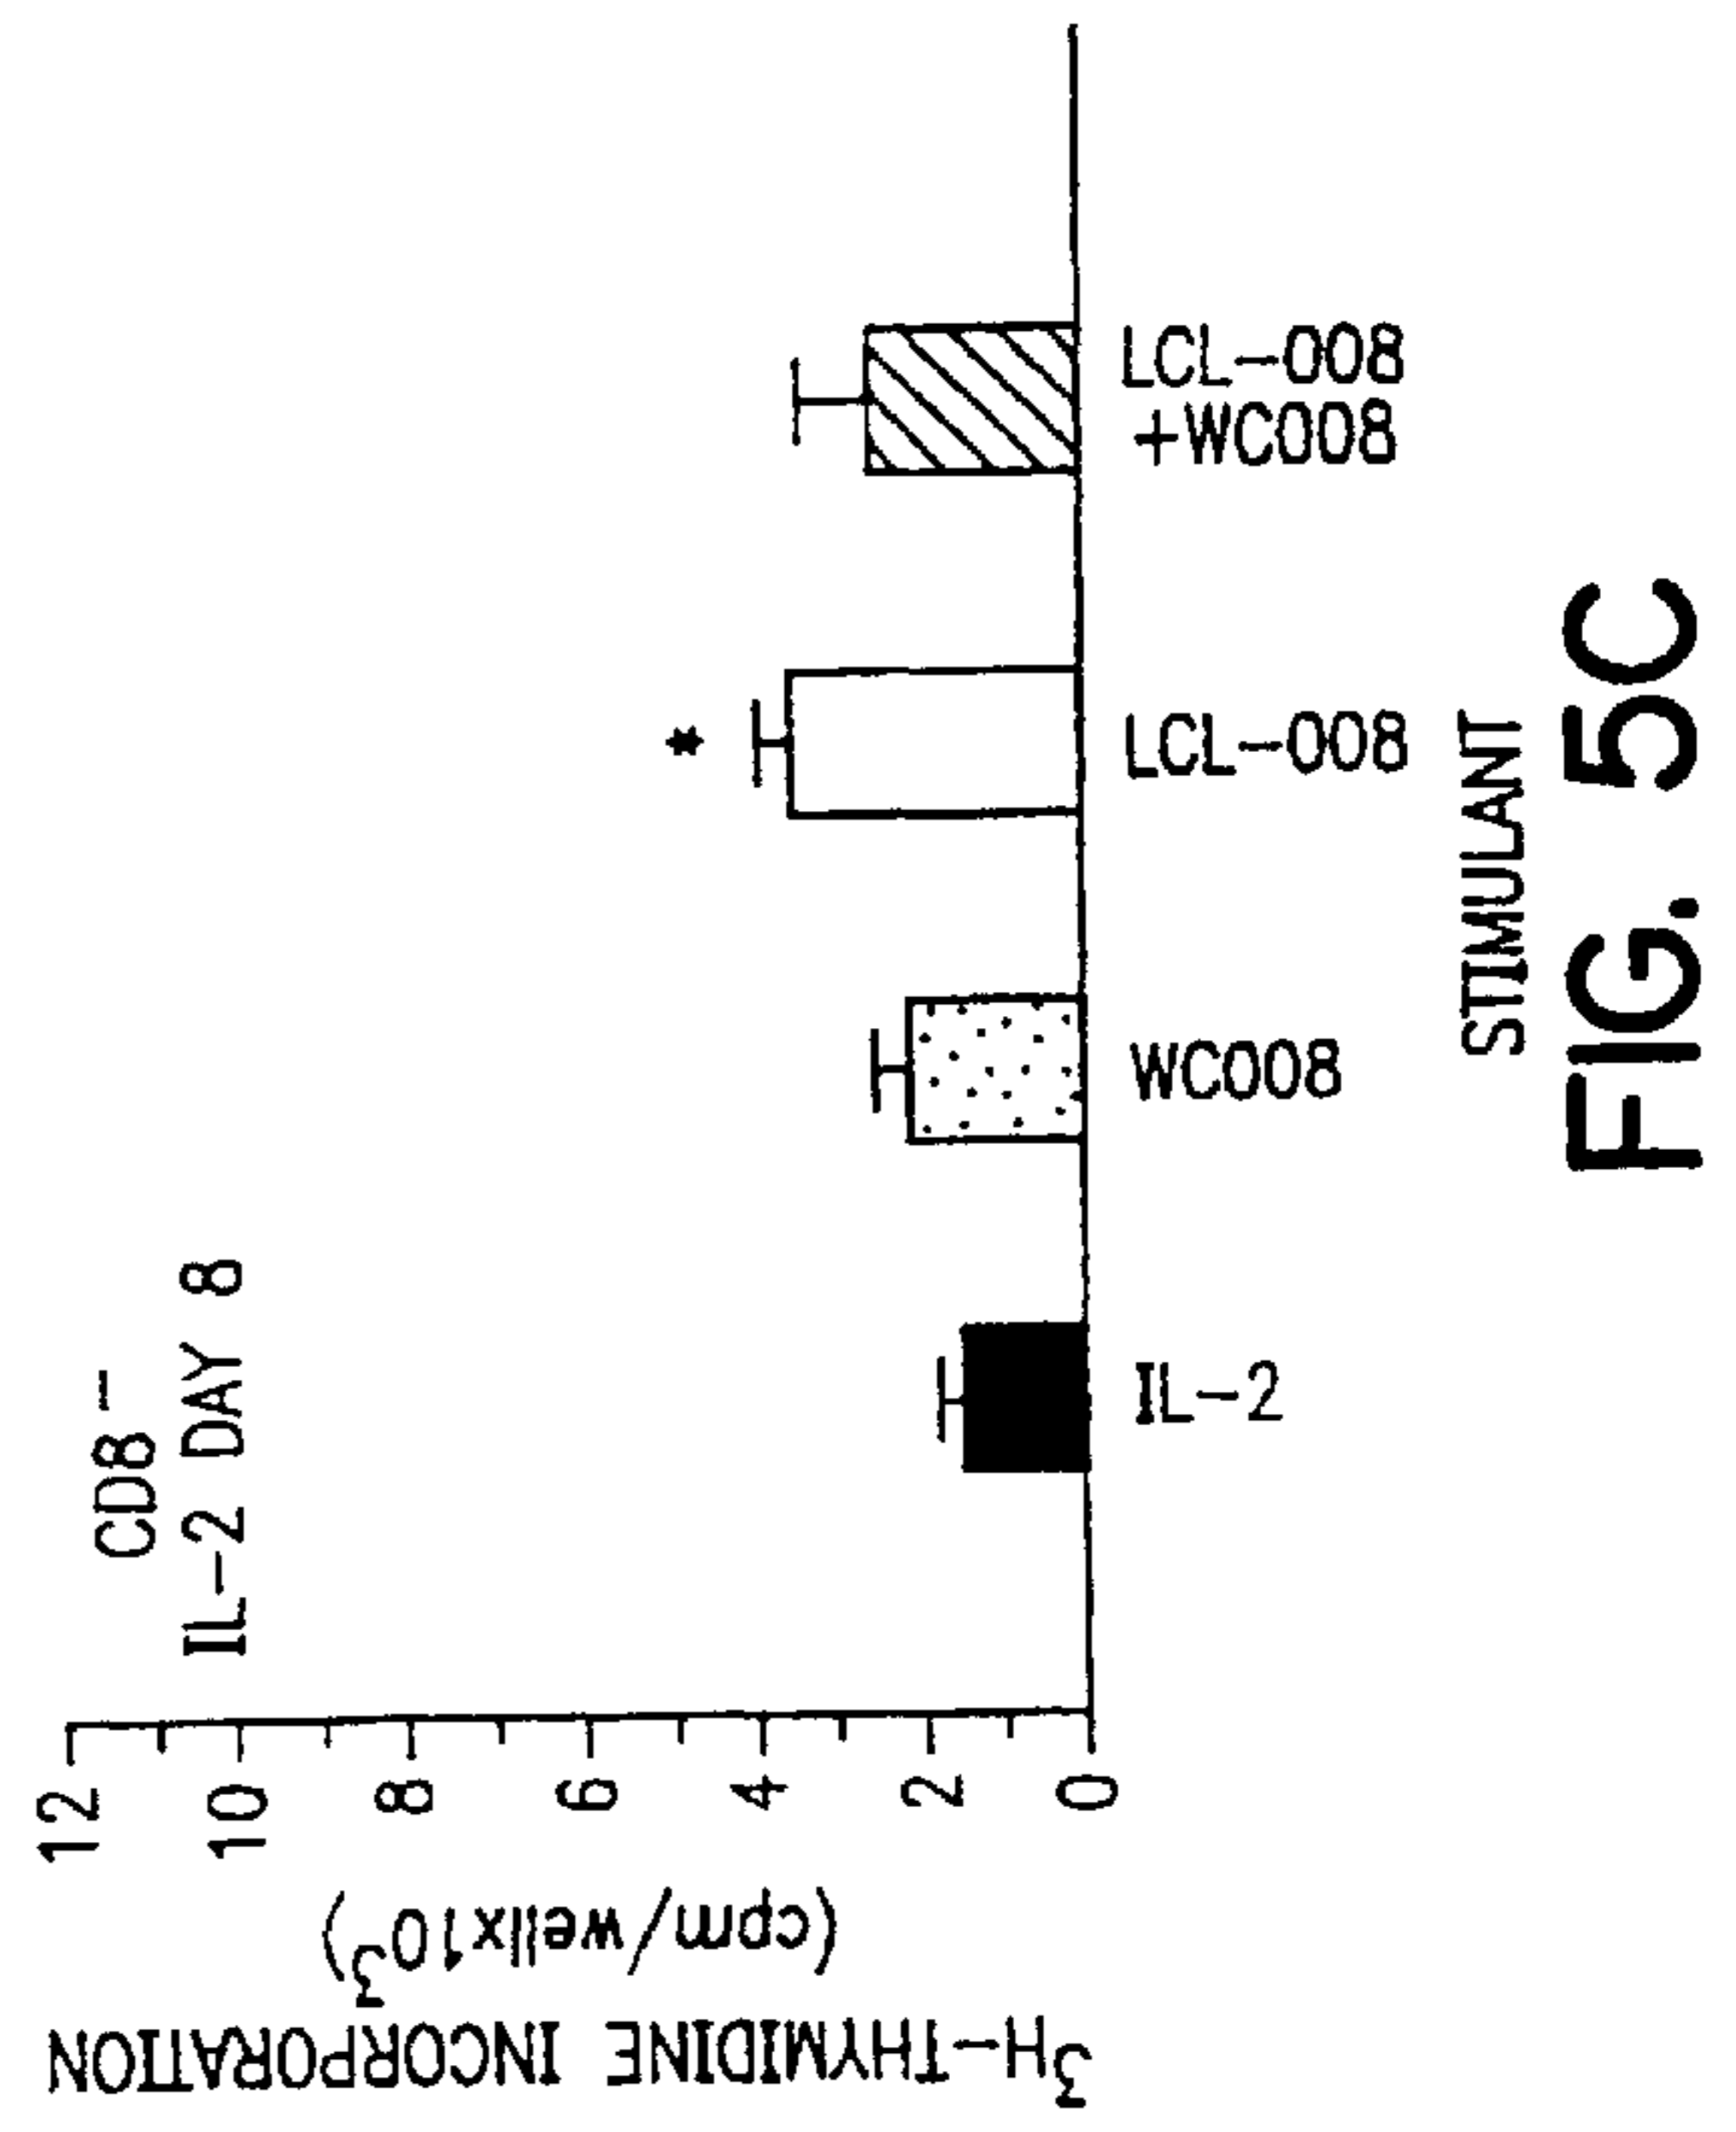 CD8⁻
IL-2 DAY 8
³H-THYMIDINE INCORPORATION
(cpm/wellx10³)
12
10
8
6
4
2
0
*
IL-2
WC008
LCL-008
LCL-008
+WC008
STIMULANT
FIG. 5C